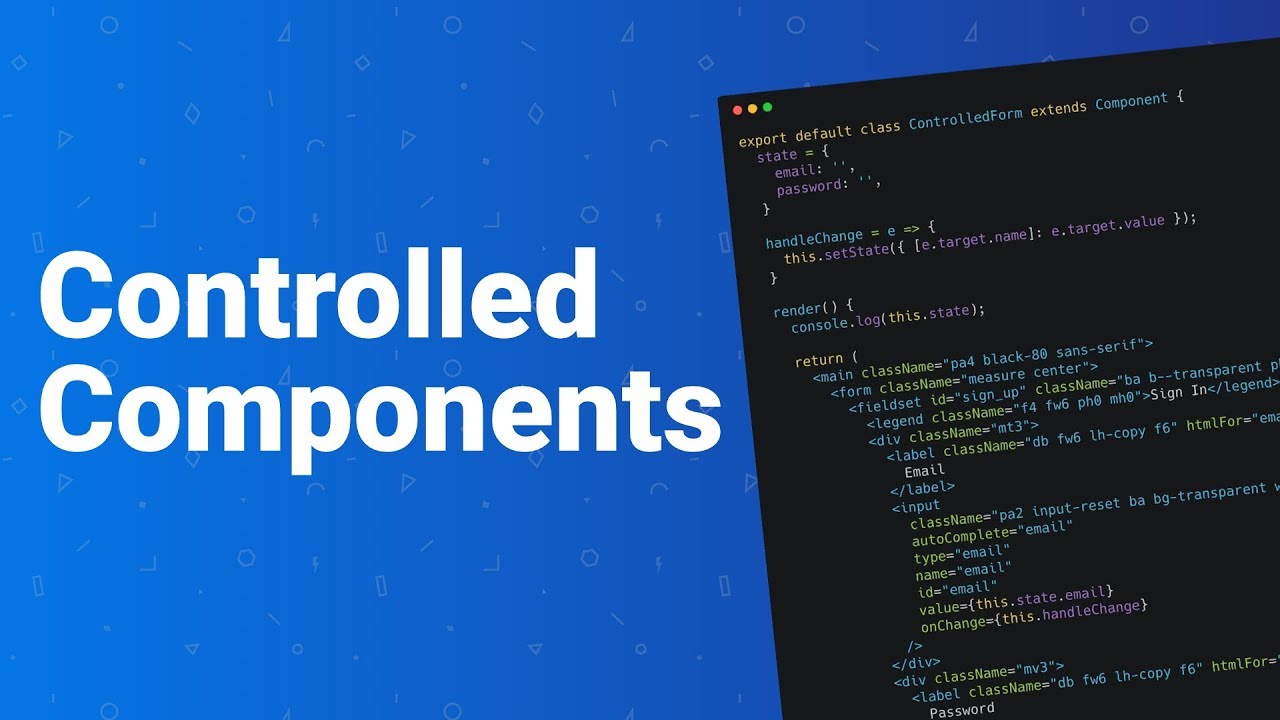 Controlled
Components
export default class ControlledForm extends Component {
state = {
email: '',
password: '',
}
handleChange = e => {
this.setState({ [e.target.name]: e.target.value });
}
render() {
console.log(this.state);
return (
<main className="pa4 black-80 sans-serif">
<form className="measure center">
<fieldset id="sign_up" className="ba b--transparent
<legend className="f4 fw6 ph0 mh0">Sign In</legend>
<div className="mt3">
<label className="db fw6 lh-copy f6" htmlFor=
Email
</label>
<input
className="pa2 input-reset ba bg-transparent
autoComplete="email"
type="email"
name="email"
id="email"
value={this.state.email}
onChange={this.handleChange}
/>
</div>
<div className="mv3">
<label className="db fw6 lh-copy f6" htmlFor=
Password